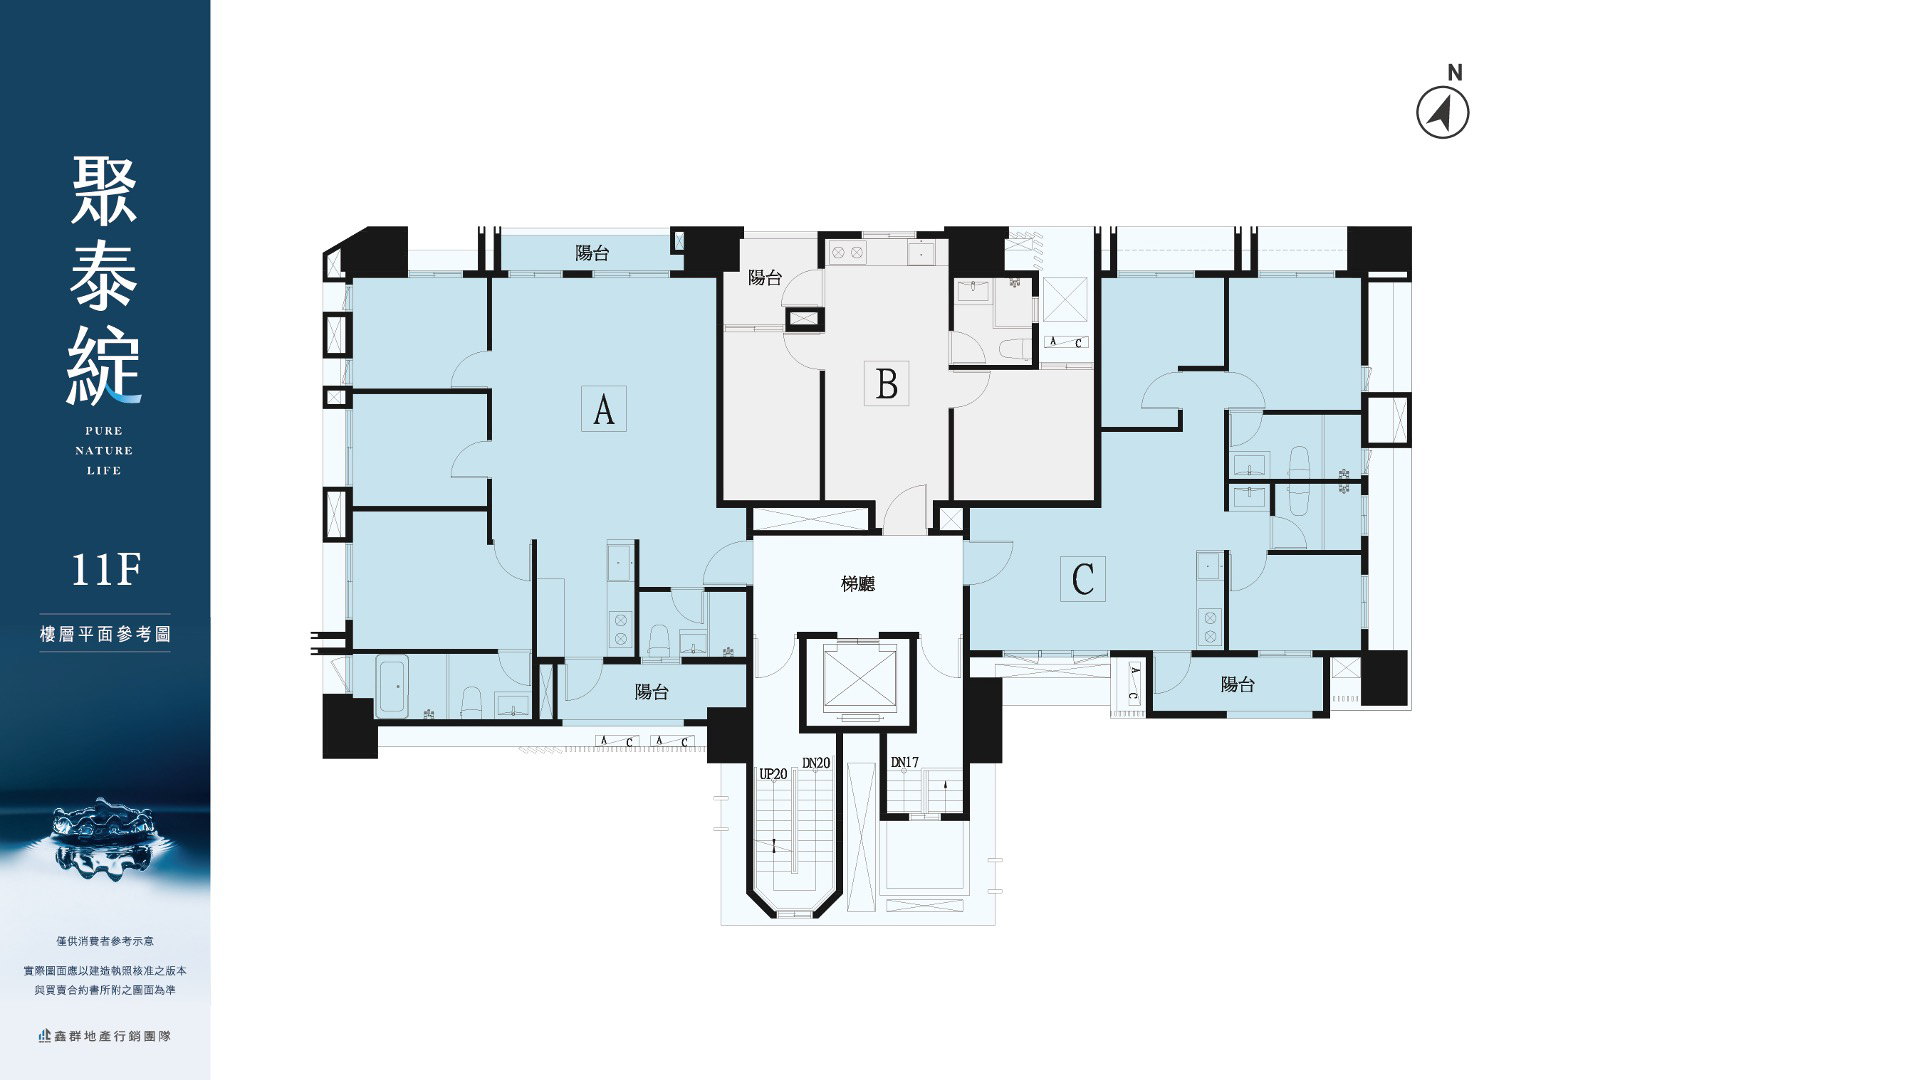 聚泰綻
PURE
NATURE
LIFE
11F
樓層平面參考圖
僅供消費者參考示意
實際圖面應以建造執照核准之版本
與買賣合約書所附之圖面為準
鑫群地產行銷團隊
N
陽台
陽台
A
B
A C
C
梯廳
陽台
陽台
A C
A C
A C
UP20
DN20
DN17